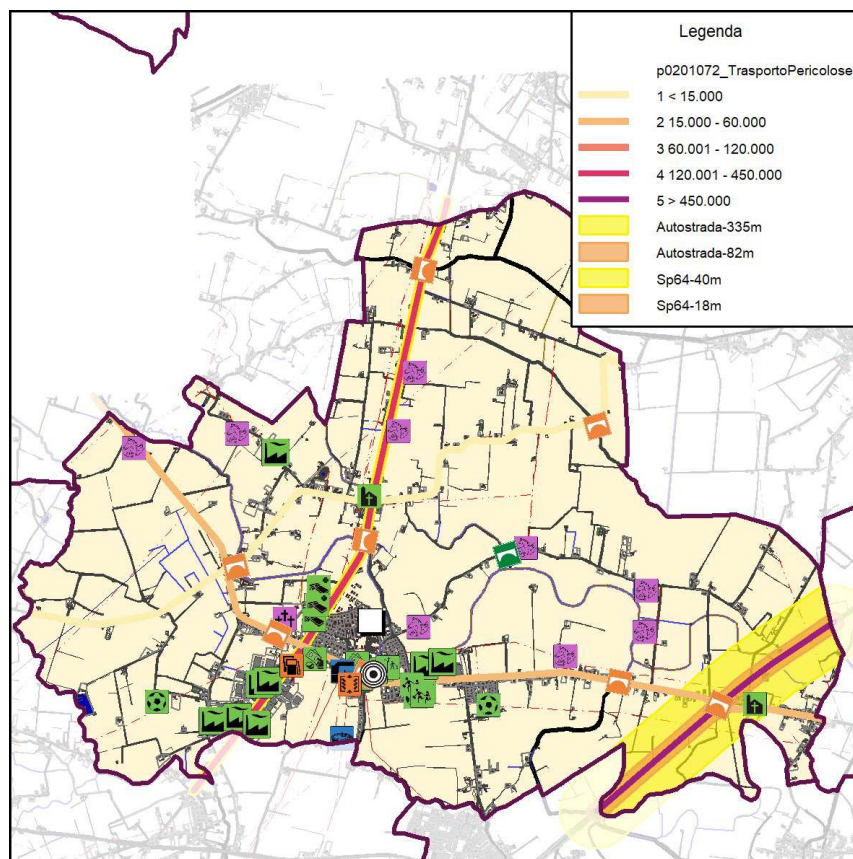 Legenda
p0201072_TrasportoPericolose
1 < 15.000
2 15.000 - 60.000
3 60.001 - 120.000
4 120.001 - 450.000
5 > 450.000
Autostrada-335m
Autostrada-82m
Sp64-40m
Sp64-18m